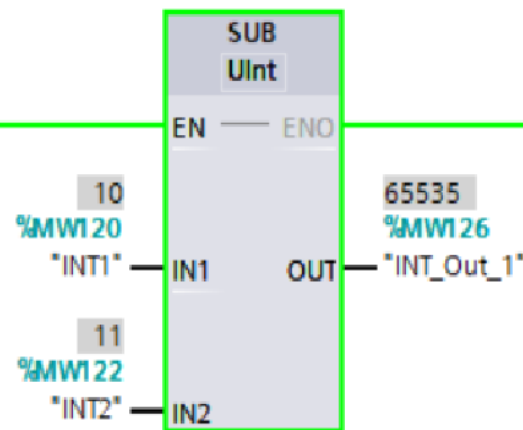 SUB
UInt
EN
ENO
10
%MW120
"INT1"
IN1
65535
%MW126
OUT
"INT_Out_1"
11
%MW122
"INT2"
IN2